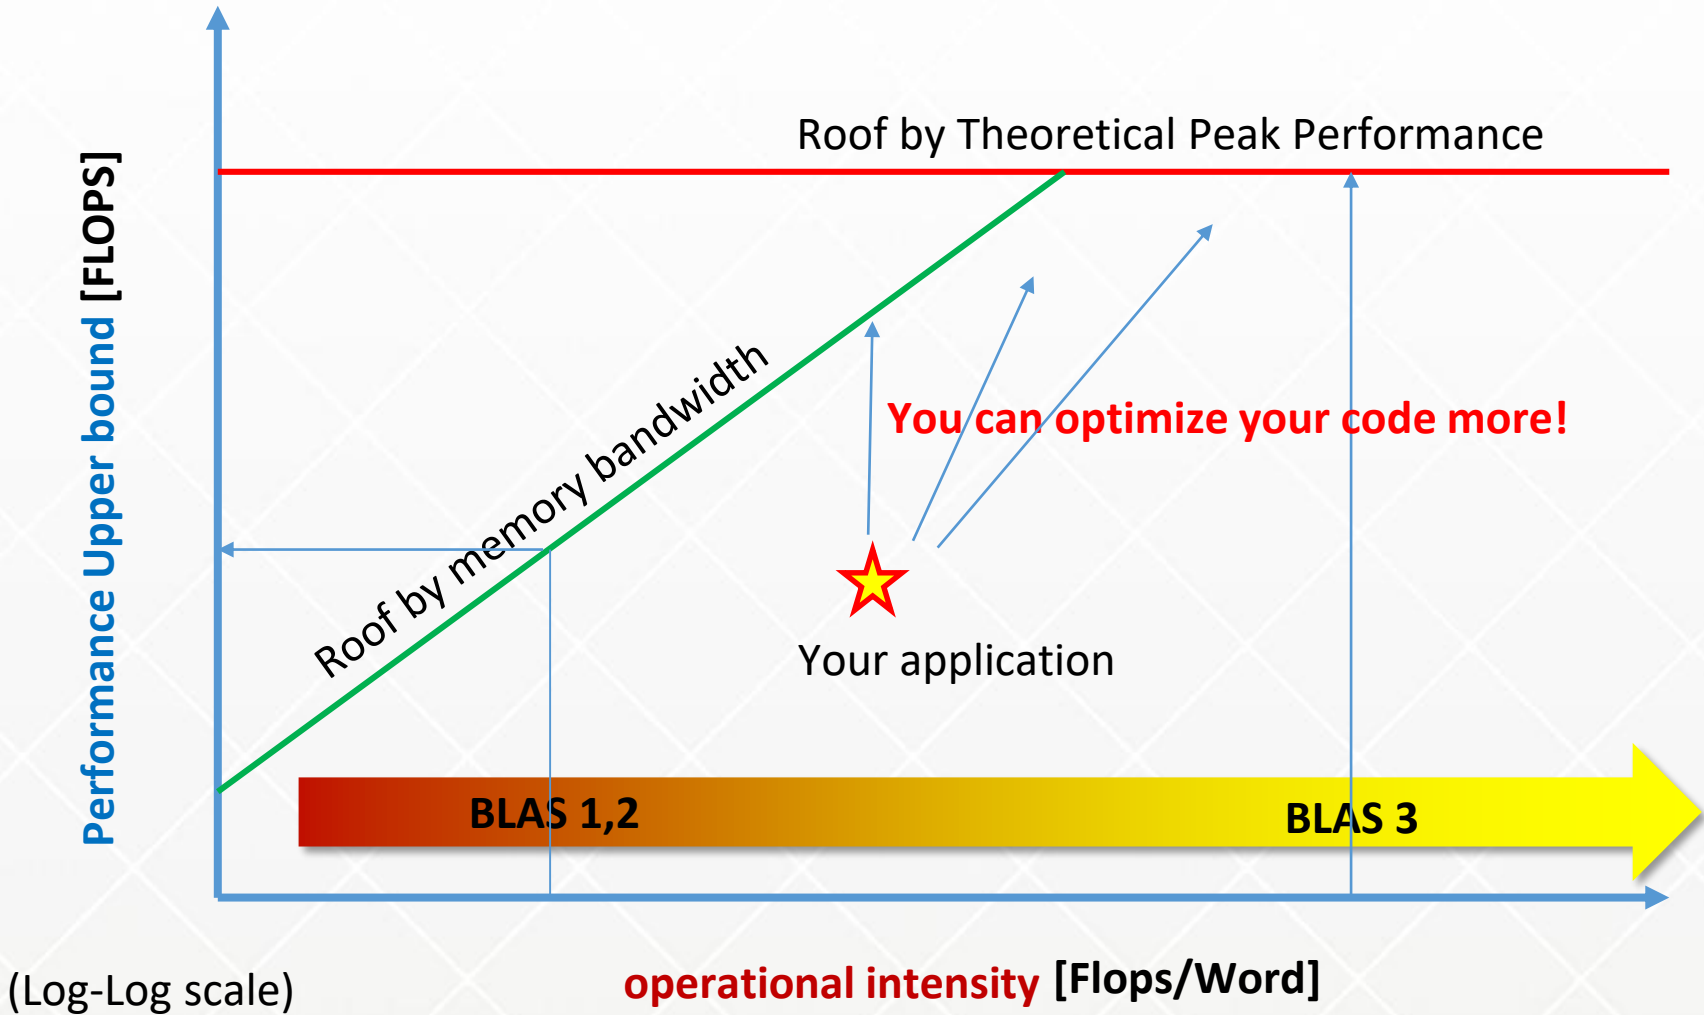 Roof by Theoretical Peak Performance
Performance Upper bound [FLOPS]
Roof by memory bandwidth
You can optimize your code more!
Your application
BLAS 1,2
BLAS 3
operational intensity [Flops/Word]
(Log-Log scale)